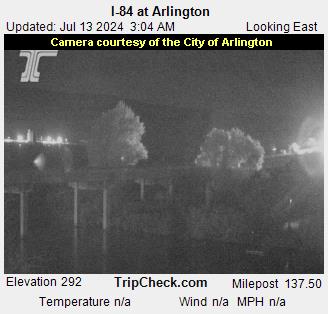 I-84 at Arlington
Updated: Jul 13 2024 3:04 AM Looking East
Camera courtesy of the City of Arlington
Elevation 292 TripCheck.com Milepost 137.50
Temperature n/a Wind n/a MPH n/a